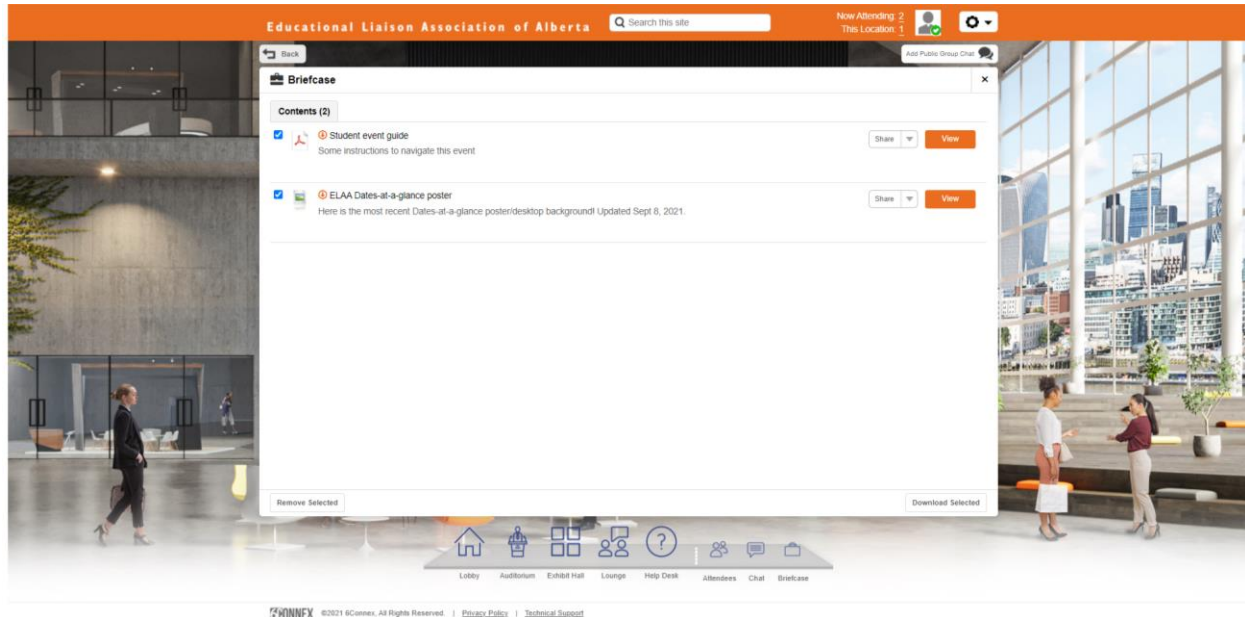 Educational Liaison Association of Alberta
Search this site
Now Attending: 2
This Location: 1
Back
Add Public Group Chat
Briefcase
×
Contents (2)
Student event guide
Some instructions to navigate this event
Share
View
ELAA Dates-at-a-glance poster
Here is the most recent Dates-at-a-glance poster/desktop background! Updated Sept 8, 2021.
Share
View
Remove Selected
Download Selected
Lobby
Auditorium
Exhibit Hall
Lounge
Help Desk
Attendees
Chat
Briefcase
6CONNEX ©2021 6Connex, All Rights Reserved. | Privacy Policy | Technical Support